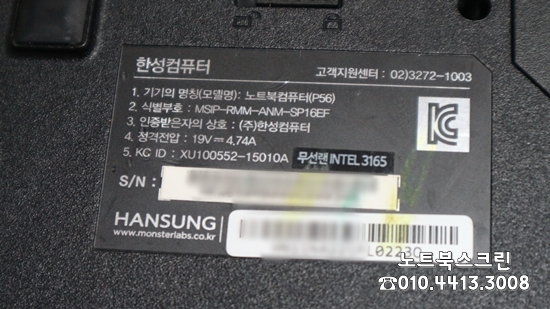 한성컴퓨터
고객지원센터 : 02)3272-1003
1. 기기의 명칭(모델명): 노트북컴퓨터(P56)
2. 식별부호 : MSIP-RMM-ANM-SP16EF
3. 인증받은자의 상호 : (주)한성컴퓨터
4. 정격전압 : 19V⎓4.74A
5. KC ID : XU100552-15010A 무선랜 INTEL 3165
S/N :
HANSUNG
www.monsterlabs.co.kr
L02230
노트북스크린
☎010.4413.3008